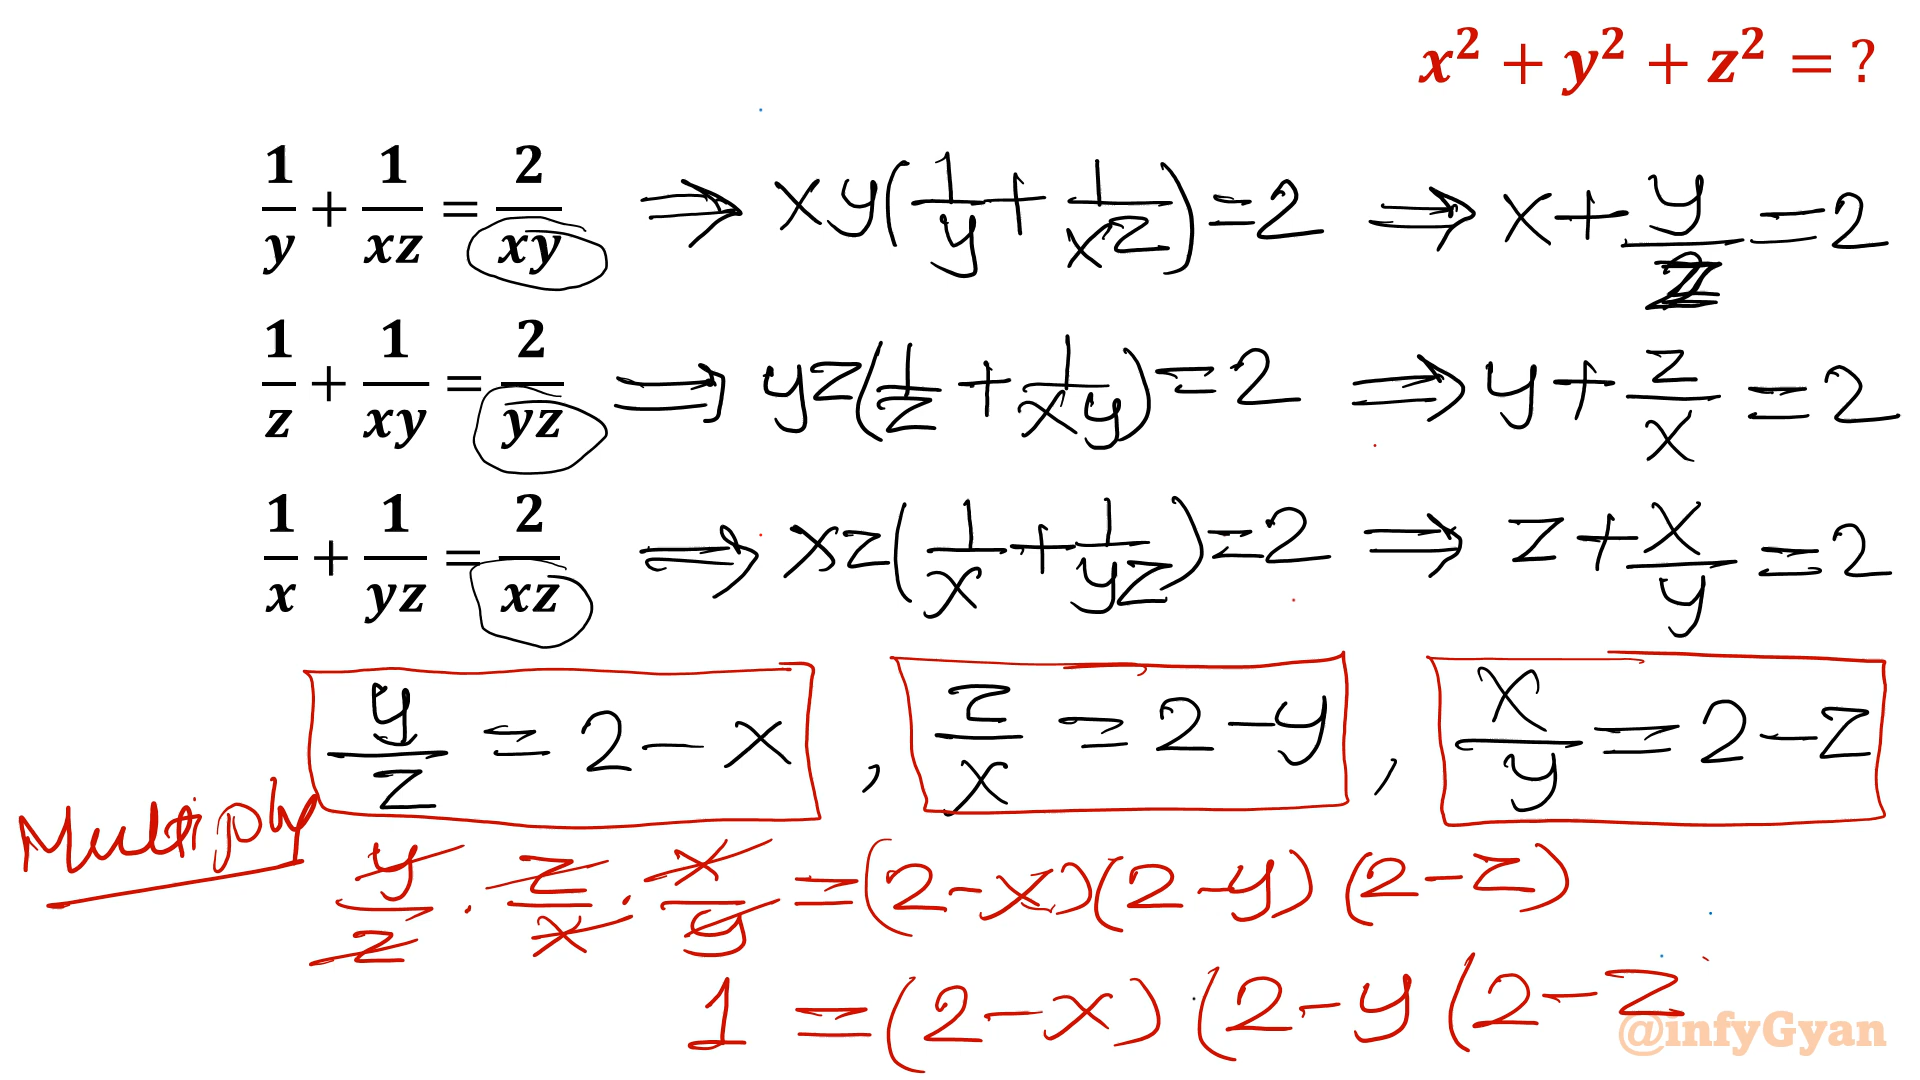 x² + y² + z² = ?
1/y + 1/xz = 2/xy ⇒ xy(1/y + 1/xz) = 2 ⇒ x + y/z = 2
1/z + 1/xy = 2/yz ⇒ yz(1/z + 1/xy) = 2 ⇒ y + z/x = 2
1/x + 1/yz = 2/xz ⇒ xz(1/x + 1/yz) = 2 ⇒ z + x/y = 2
y/z = 2 - x , z/x = 2 - y , x/y = 2 - z
Multiply
y/z . z/x . x/y = (2 - x)(2 - y)(2 - z)
1 = (2 - x)(2 - y(2 - z
@infyGyan